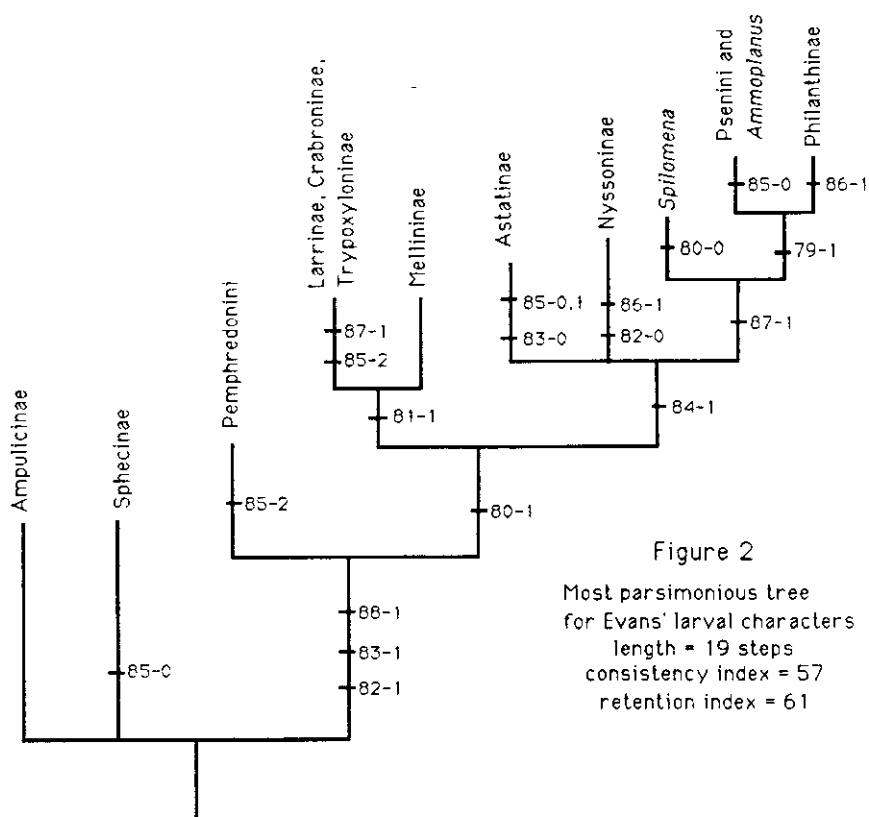 Ampulicinae
Sphecinae
Pemphredonini
Larrinae, Crabroninae,
Trypoxyloninae
Mellininae
Astatinae
Nyssoninae
Spilomena
Psenini and
Ammoplanus
Philanthinae
85-0
86-1
80-0
79-1
85-0,1
83-0
86-1
82-0
87-1
87-1
85-2
81-1
84-1
85-2
80-1
88-1
83-1
82-1
85-0
Figure 2
Most parsimonious tree
for Evans' larval characters
length = 19 steps
consistency index = 57
retention index = 61